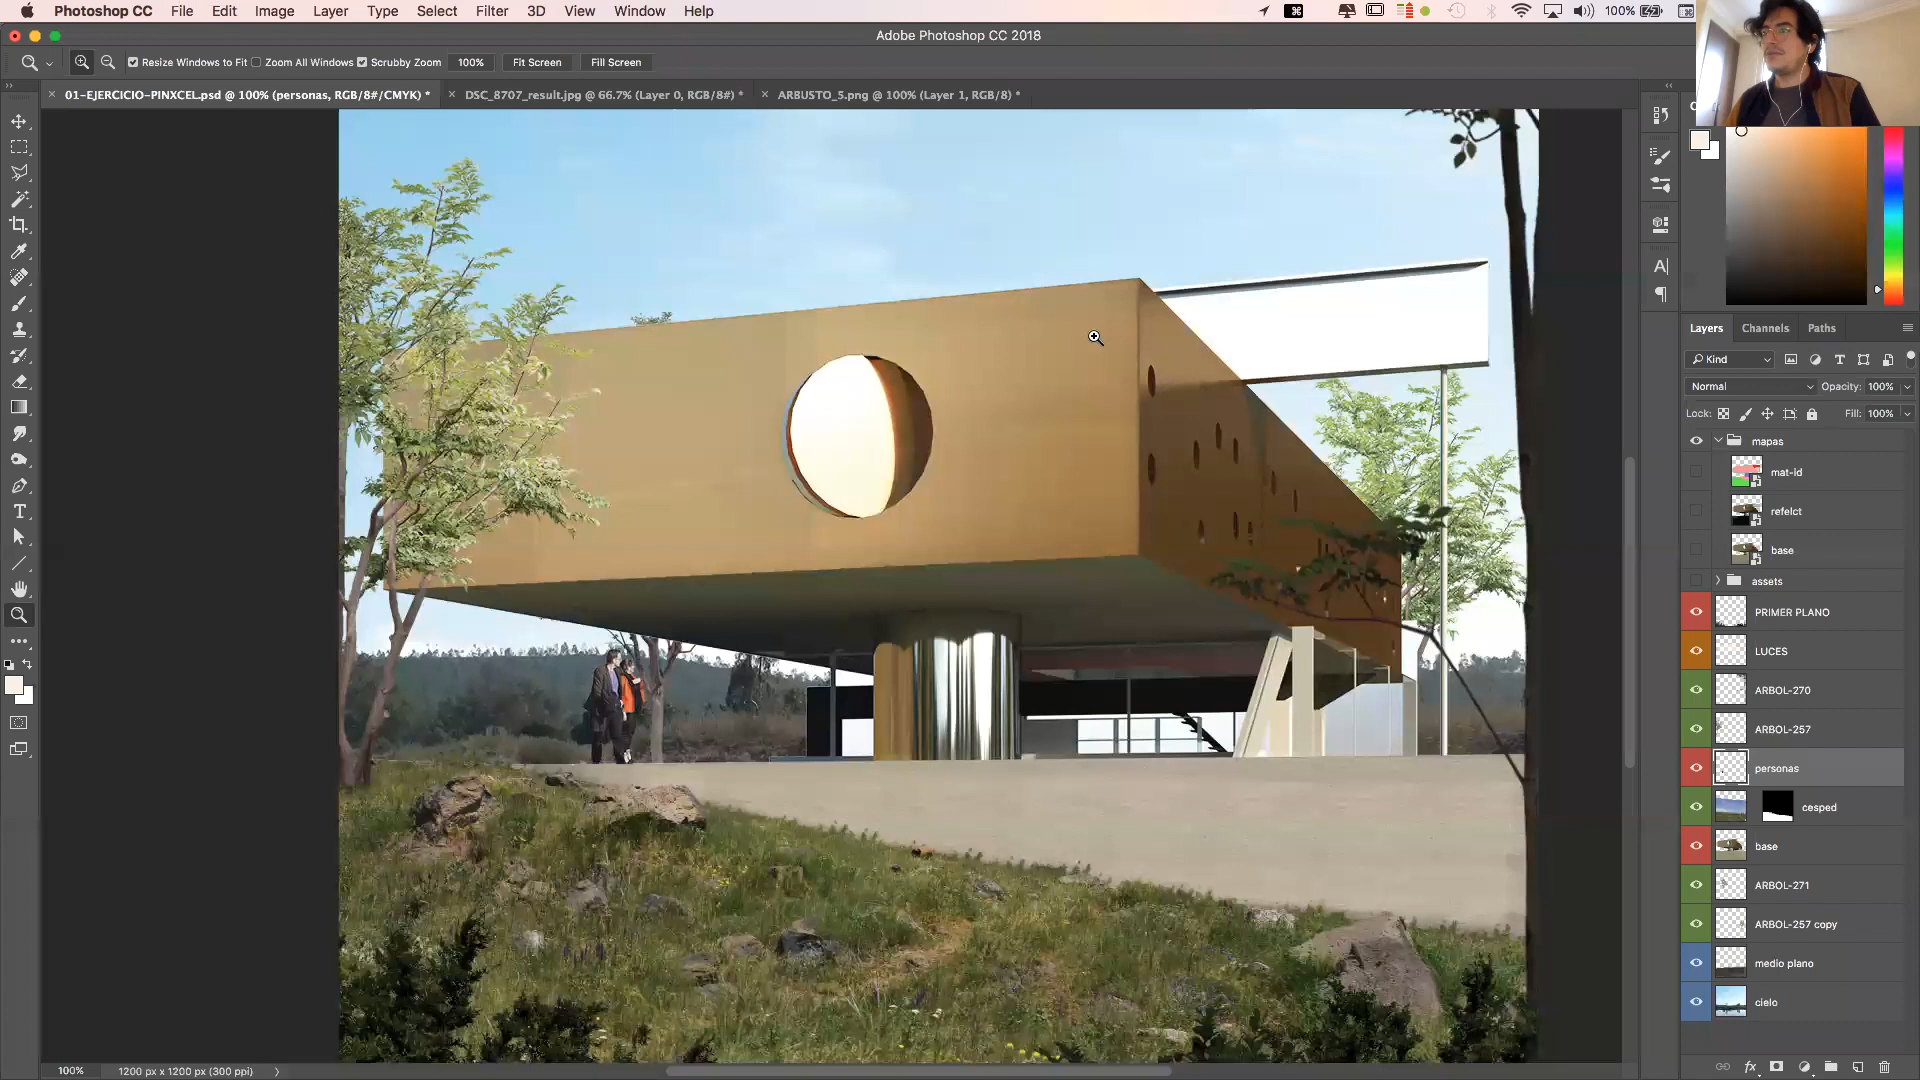 Photoshop CC File Edit Image Layer Type Select Filter 3D View Window Help 100%
Adobe Photoshop CC 2018
Resize Windows to Fit Zoom All Windows Scrubby Zoom 100% Fit Screen Fill Screen
01-EJERCICIO-PINXCEL.psd @ 100% (personas, RGB/8#/CMYK) * DSC_8707_result.jpg @ 66.7% (Layer 0, RGB/8#) * ARBUSTO_5.png @ 100% (Layer 1, RGB/8) *
Layers Channels Paths
Kind
Normal Opacity: 100%
Lock: Fill: 100%
mapas
mat-id
refelct
base
assets
PRIMER PLANO
LUCES
ARBOL-270
ARBOL-257
personas
cesped
base
ARBOL-271
ARBOL-257 copy
medio plano
cielo
100% 1200 px x 1200 px (300 ppi)